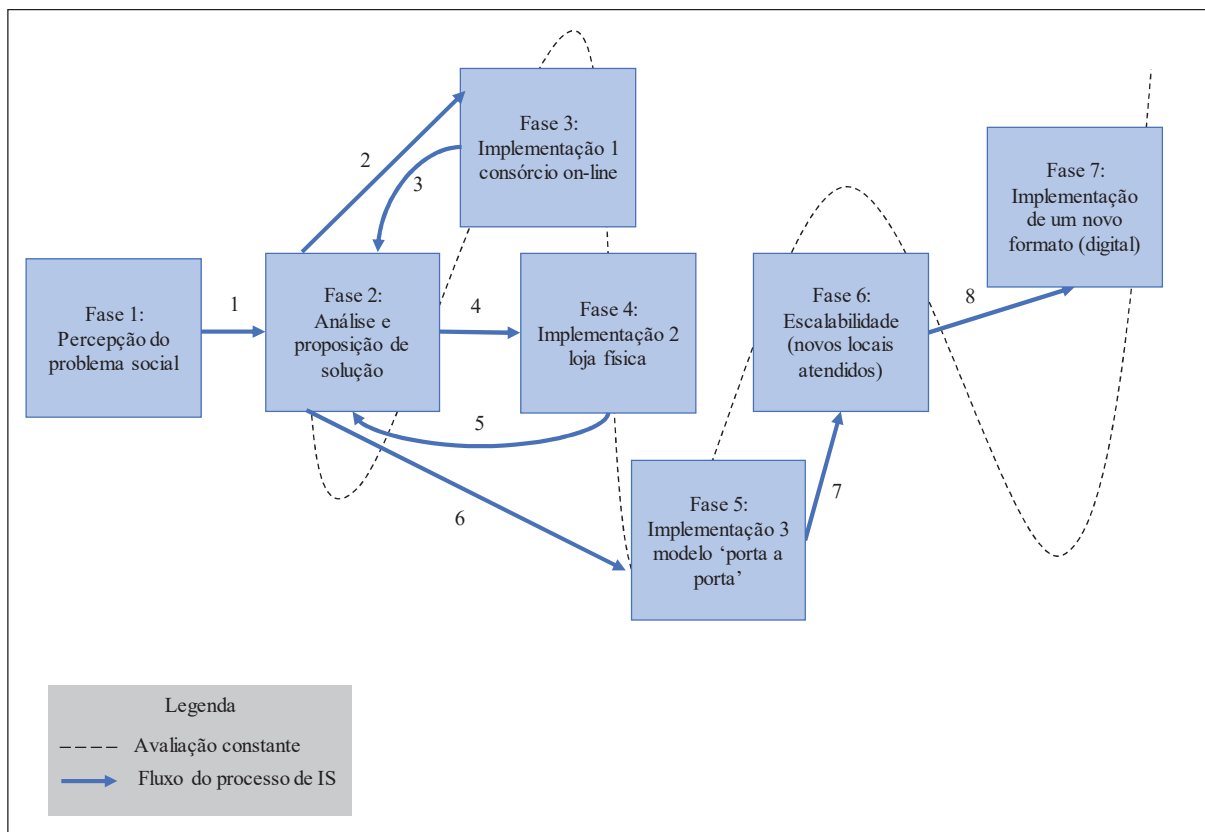 Fase 1:
Percepção do
problema social
1
Fase 2:
Análise e
proposição de
solução
2
3
Fase 3:
Implementação 1
consórcio on-line
4
Fase 4:
Implementação 2
loja física
5
6
Fase 5:
Implementação 3
modelo ‘porta a
porta’
7
Fase 6:
Escalabilidade
(novos locais
atendidos)
8
Fase 7:
Implementação
de um novo
formato (digital)
Legenda
Avaliação constante
Fluxo do processo de IS